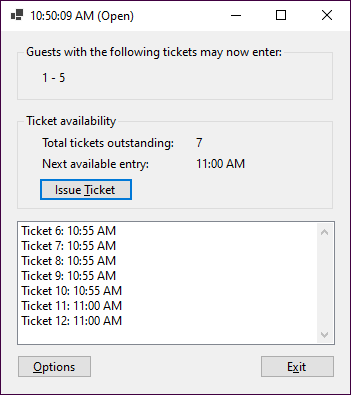 10:50:09 AM (Open)
Guests with the following tickets may now enter:
1 - 5
Ticket availability
Total tickets outstanding: 7
Next available entry: 11:00 AM
Issue Ticket
Ticket 6: 10:55 AM
Ticket 7: 10:55 AM
Ticket 8: 10:55 AM
Ticket 9: 10:55 AM
Ticket 10: 10:55 AM
Ticket 11: 11:00 AM
Ticket 12: 11:00 AM
Options Exit